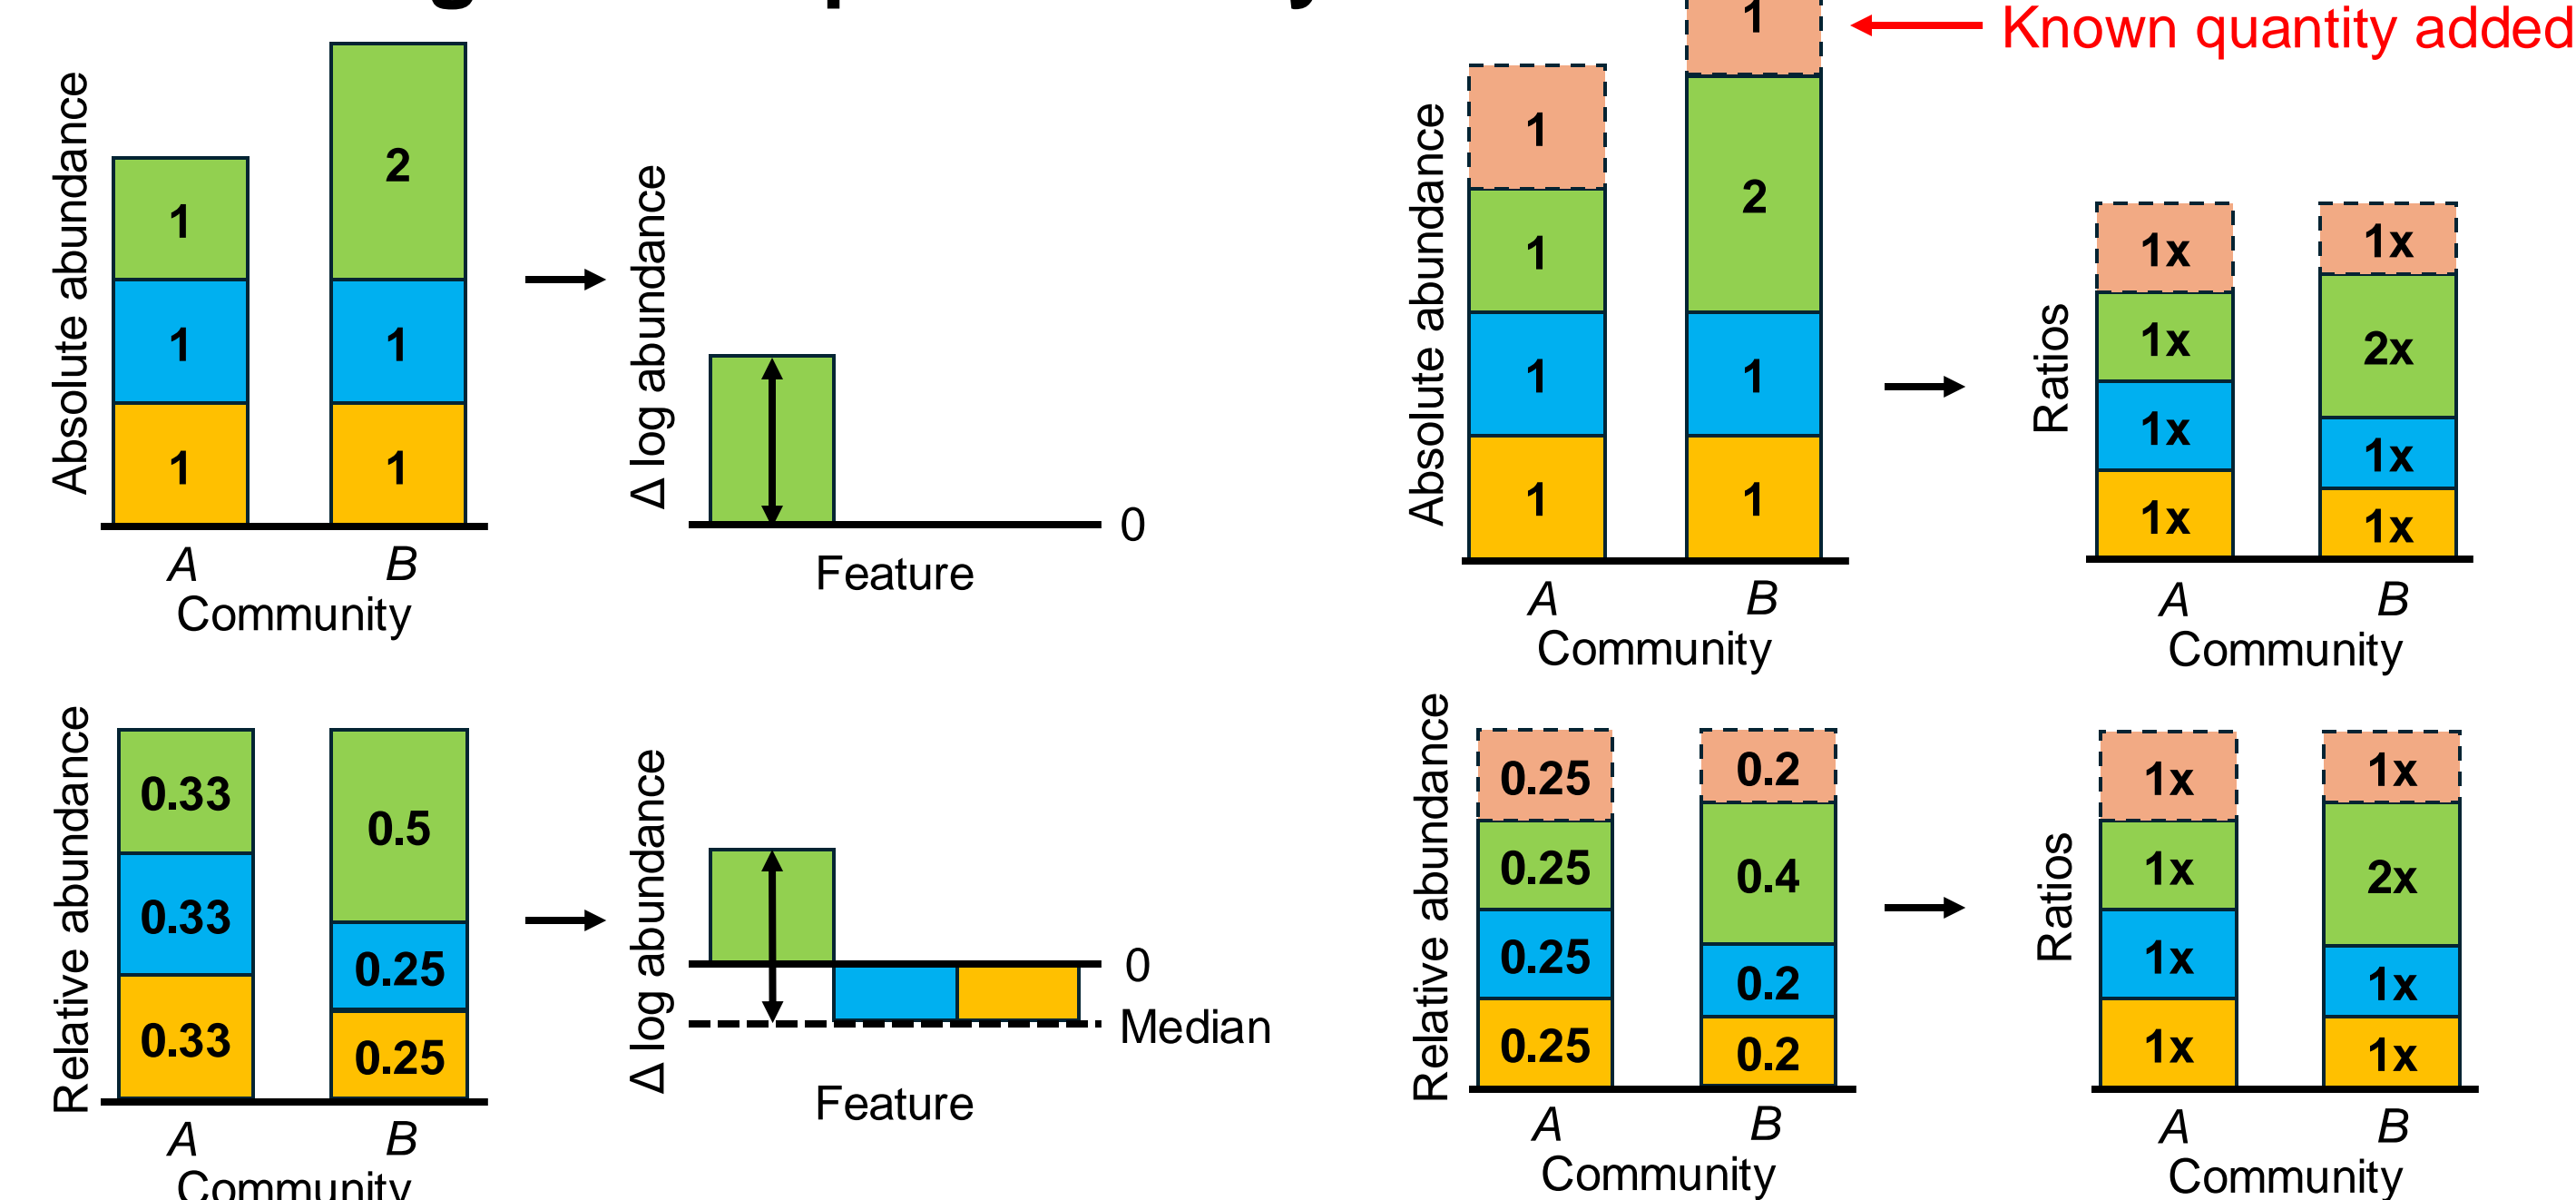 Known quantity added
Absolute abundance
1
1
1
2
1
1
A
B
Community
Δ log abundance
0
Feature
Absolute abundance
1
1
1
1
1
2
1
1
A
B
Community
Ratios
1x
1x
1x
1x
1x
2x
1x
1x
A
B
Community
Relative abundance
0.33
0.33
0.33
0.5
0.25
0.25
A
B
Community
Δ log abundance
0
Median
Feature
Relative abundance
0.25
0.25
0.25
0.25
0.2
0.4
0.2
0.2
A
B
Community
Ratios
1x
1x
1x
1x
1x
2x
1x
1x
A
B
Community